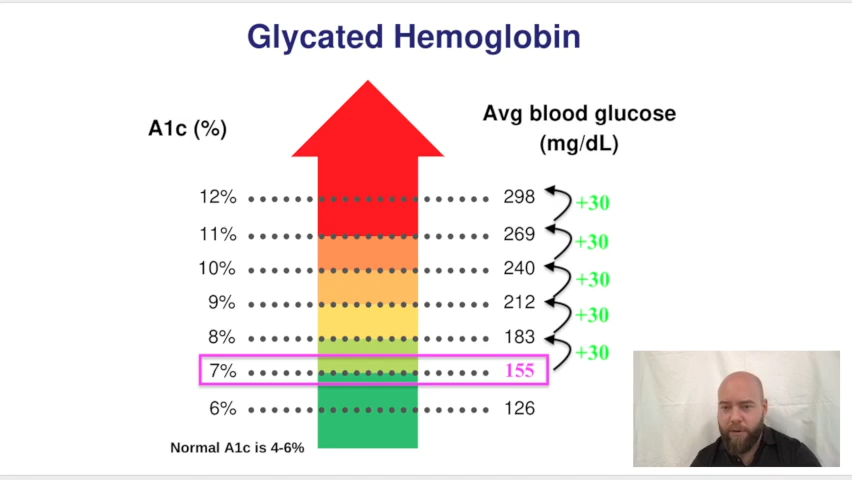 Glycated Hemoglobin
A1c (%)
Avg blood glucose
(mg/dL)
12% 298 +30
11% 269 +30
10% 240 +30
9% 212 +30
8% 183 +30
7% 155
6% 126
Normal A1c is 4-6%